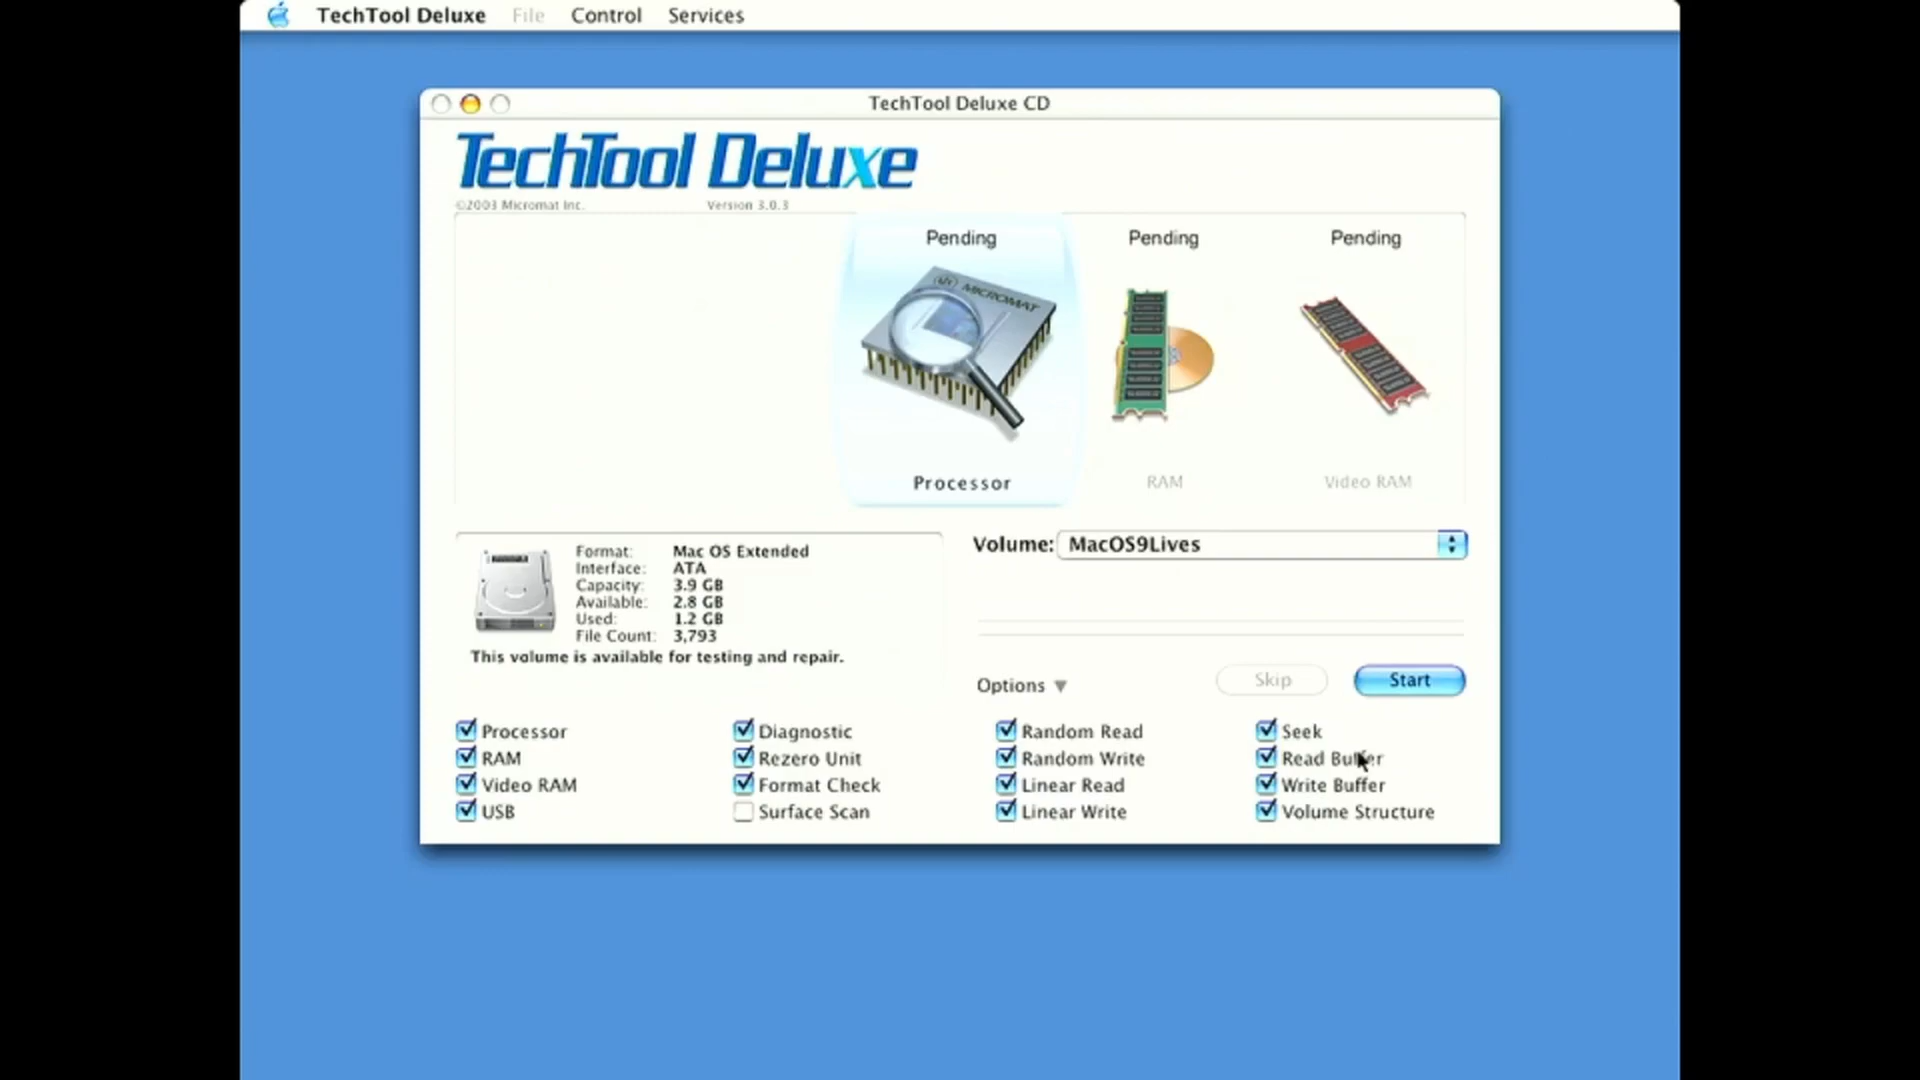 TechTool Deluxe File Control Services
TechTool Deluxe CD
TechTool Deluxe
©2003 Micromat Inc. Version 3.0.3
Pending Pending Pending
MICROMAT
Processor RAM Video RAM
Format: Mac OS Extended
Interface: ATA
Capacity: 3.9 GB
Available: 2.8 GB
Used: 1.2 GB
File Count: 3,793
This volume is available for testing and repair.
Volume: MacOS9Lives
Options Skip Start
Processor Diagnostic Random Read Seek
RAM Rezero Unit Random Write Read Buffer
Video RAM Format Check Linear Read Write Buffer
USB Surface Scan Linear Write Volume Structure